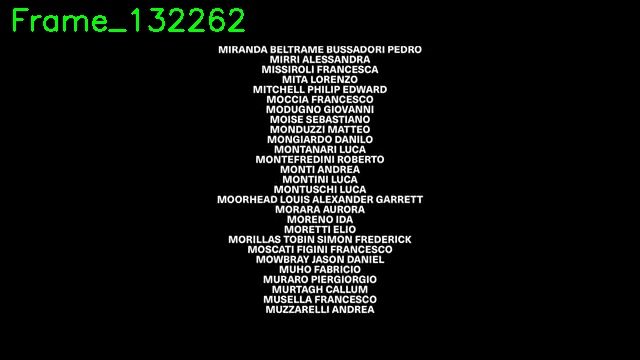 Frame_132262
MIRANDA BELTRAME BUSSADORI PEDRO
MIRRI ALESSANDRA
MISSIROLI FRANCESCA
MITA LORENZO
MITCHELL PHILIP EDWARD
MOCCIA FRANCESCO
MODUGNO GIOVANNI
MOISE SEBASTIANO
MONDUZZI MATTEO
MONGIARDO DANILO
MONTANARI LUCA
MONTEFREDINI ROBERTO
MONTI ANDREA
MONTINI LUCA
MONTUSCHI LUCA
MOORHEAD LOUIS ALEXANDER GARRETT
MORARA AURORA
MORENO IDA
MORETTI ELIO
MORILLAS TOBIN SIMON FREDERICK
MOSCATI FIGINI FRANCESCO
MOWBRAY JASON DANIEL
MUHO FABRICIO
MURARO PIERGIORGIO
MURTAGH CALLUM
MUSELLA FRANCESCO
MUZZARELLI ANDREA